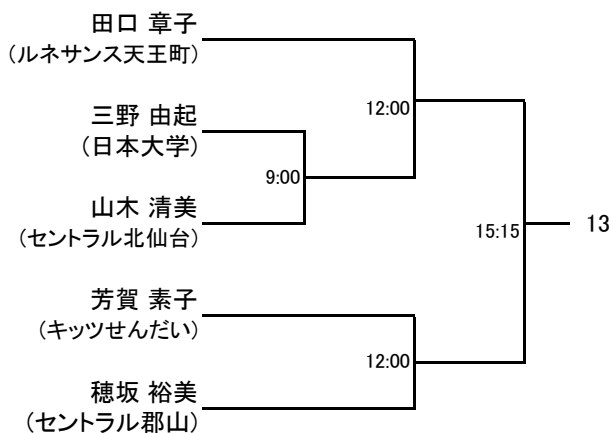 田口 章子
(ルネサンス天王町)
12:00
三野 由起
(日本大学)
9:00
山木 清美
(セントラル北仙台)
15:15
13
芳賀 素子
(キッツせんだい)
12:00
穂坂 裕美
(セントラル郡山)